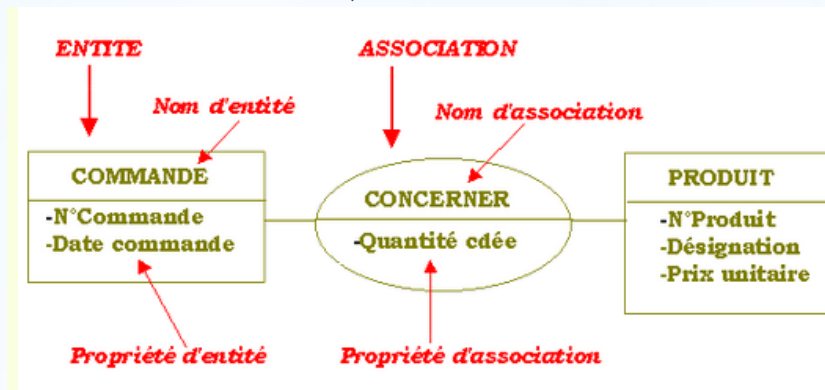 ENTITE
ASSOCIATION
Nom d'entité
Nom d'association
COMMANDE
-N°Commande
-Date commande
CONCERNER
-Quantité cdée
PRODUIT
-N°Produit
-Désignation
-Prix unitaire
Propriété d'entité
Propriété d'association